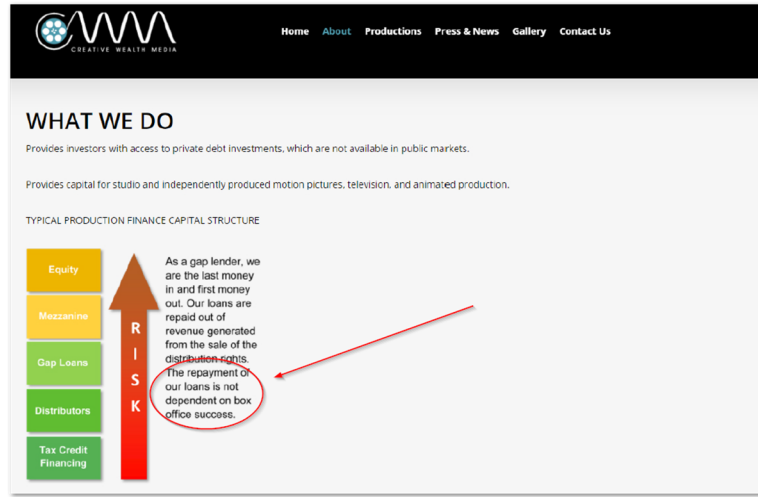 CWM
CREATIVE WEALTH MEDIA
Home About Productions Press & News Gallery Contact Us
WHAT WE DO
Provides investors with access to private debt investments, which are not available in public markets.
Provides capital for studio and independently produced motion pictures, television, and animated production.
TYPICAL PRODUCTION FINANCE CAPITAL STRUCTURE
Equity
Mezzanine
Gap Loans
Distributors
Tax Credit
Financing
R
I
S
K
As a gap lender, we
are the last money
in and first money
out. Our loans are
repaid out of
revenue generated
from the sale of the
distribution rights.
The repayment of
our loans is not
dependent on box
office success.